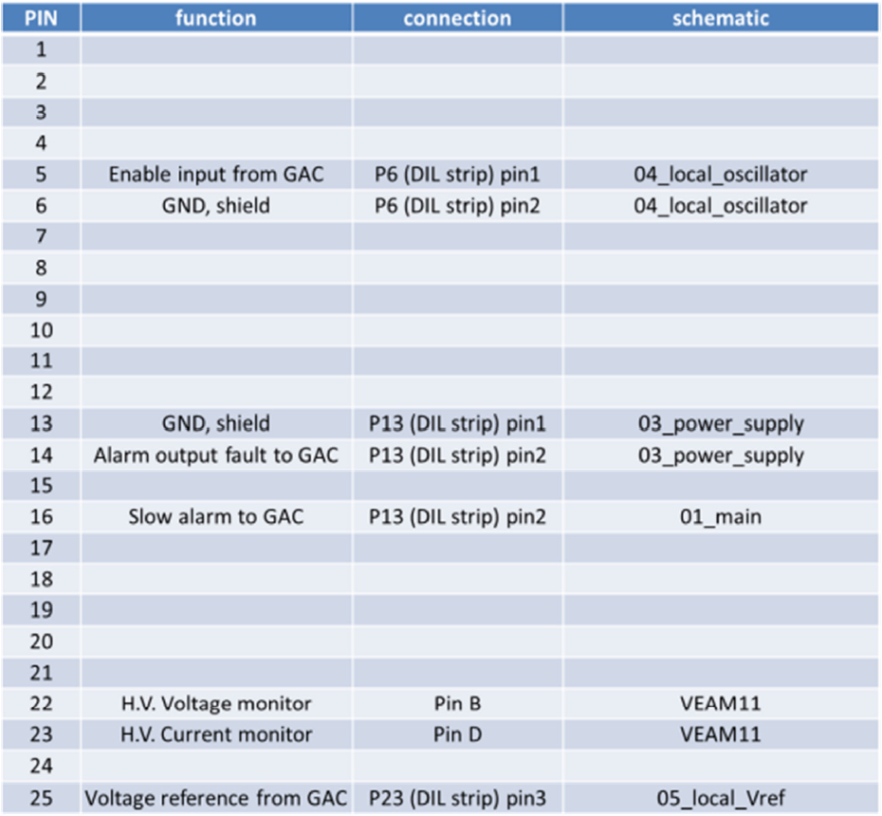 PIN function connection schematic
1
2
3
4
5 Enable input from GAC P6 (DIL strip) pin1 04_local_oscillator
6 GND, shield P6 (DIL strip) pin2 04_local_oscillator
7
8
9
10
11
12
13 GND, shield P13 (DIL strip) pin1 03_power_supply
14 Alarm output fault to GAC P13 (DIL strip) pin2 03_power_supply
15
16 Slow alarm to GAC P13 (DIL strip) pin2 01_main
17
18
19
20
21
22 H.V. Voltage monitor Pin B VEAM11
23 H.V. Current monitor Pin D VEAM11
24
25 Voltage reference from GAC P23 (DIL strip) pin3 05_local_Vref